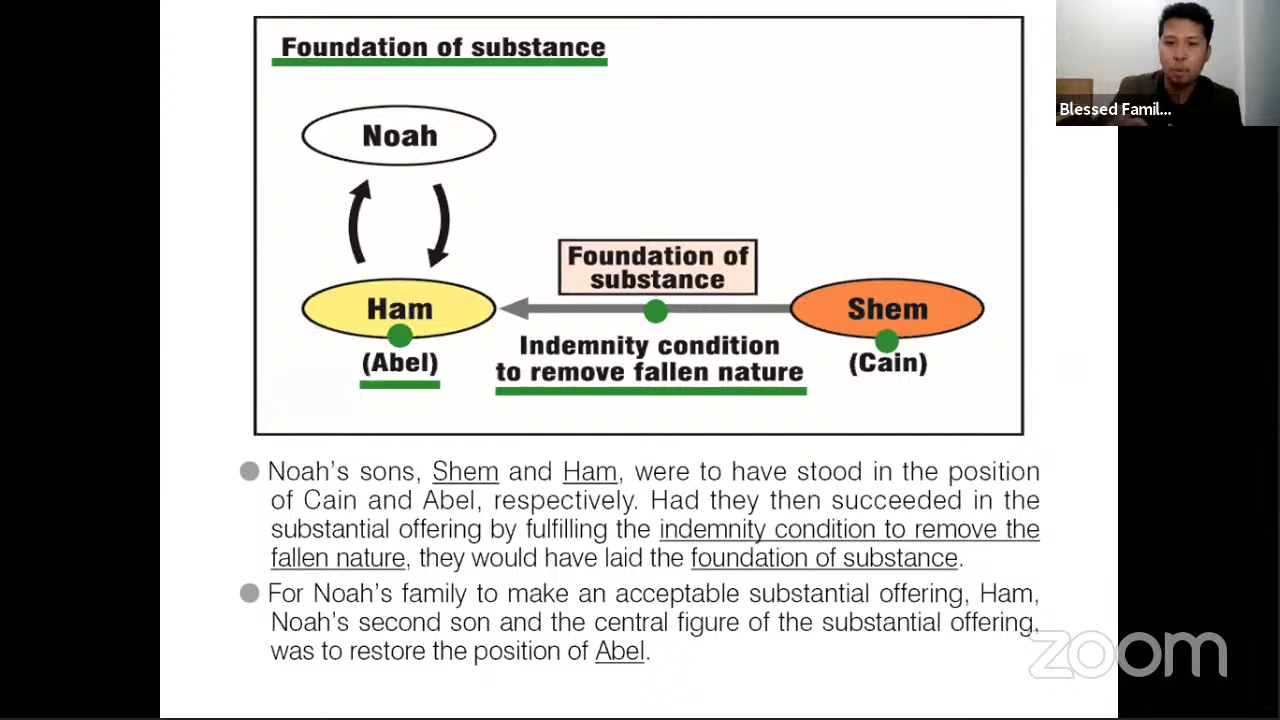 Foundation of substance
Blessed Famil...
Noah
Foundation of
substance
Ham
Shem
(Abel)
Indemnity condition
to remove fallen nature
(Cain)
Noah's sons, Shem and Ham, were to have stood in the position
of Cain and Abel, respectively. Had they then succeeded in the
substantial offering by fulfilling the indemnity condition to remove the
fallen nature, they would have laid the foundation of substance.
For Noah's family to make an acceptable substantial offering, Ham,
Noah's second son and the central figure of the substantial offering,
was to restore the position of Abel.
zoom